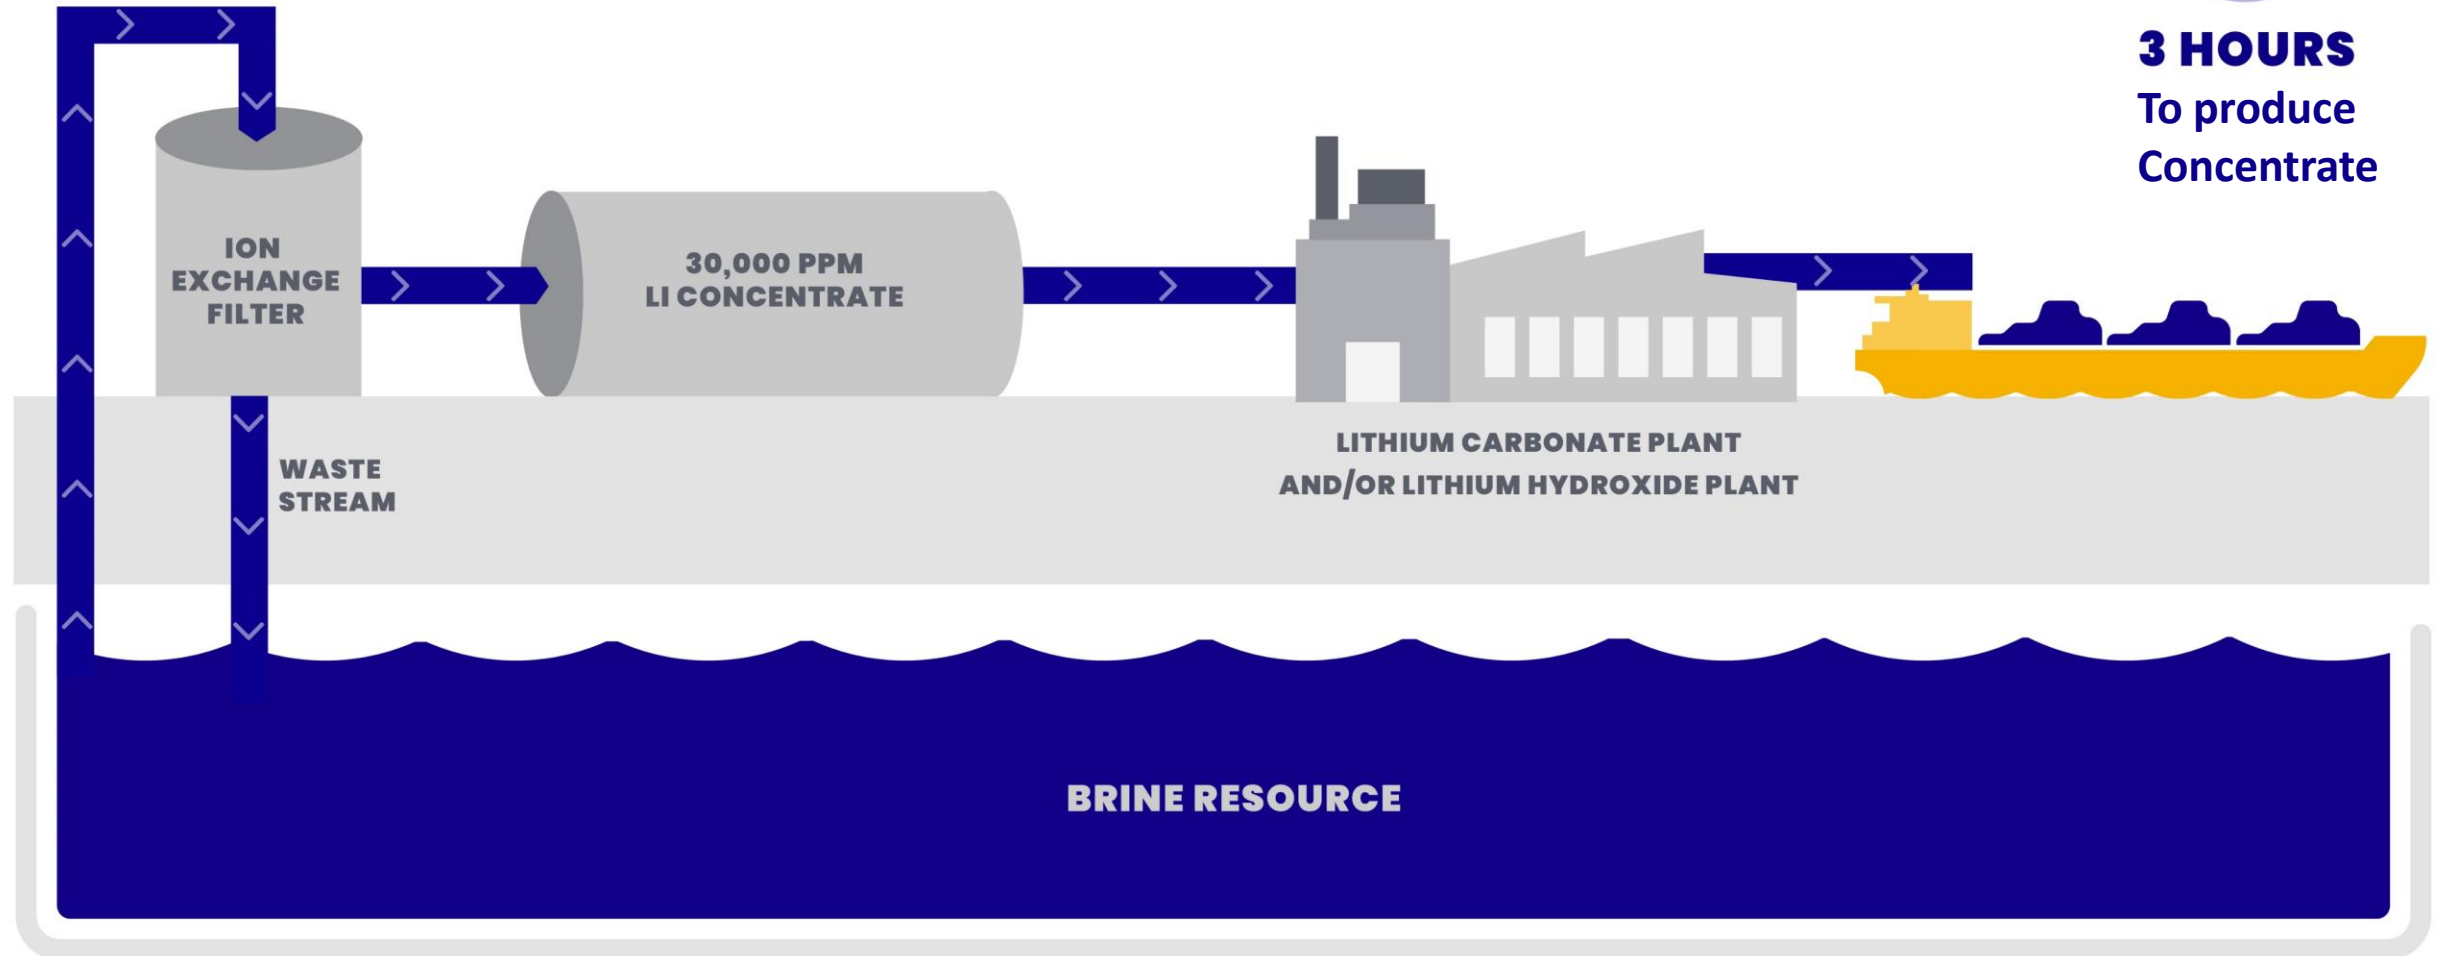 3 HOURS
To produce
Concentrate
ION
EXCHANGE
FILTER
30,000 PPM
LI CONCENTRATE
WASTE
STREAM
LITHIUM CARBONATE PLANT
AND/OR LITHIUM HYDROXIDE PLANT
BRINE RESOURCE